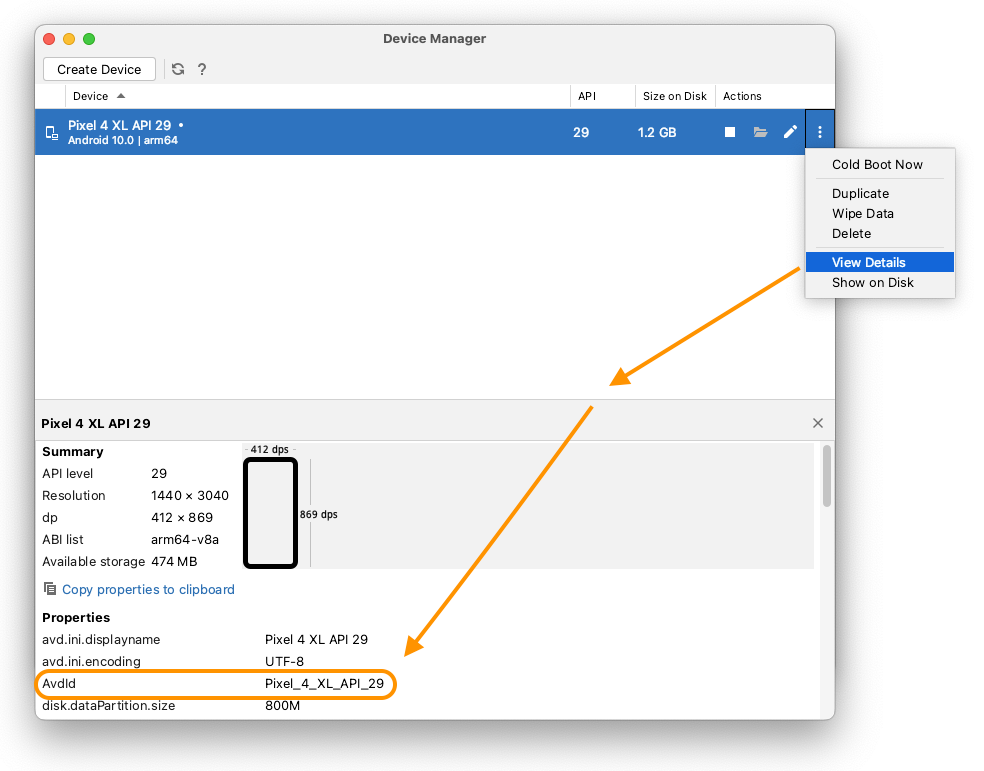 Device Manager
Create Device ?
Device API Size on Disk Actions
Pixel 4 XL API 29 • 29 1.2 GB
Android 10.0 | arm64
Cold Boot Now
Duplicate
Wipe Data
Delete
View Details
Show on Disk
Pixel 4 XL API 29
Summary
412 dps
API level 29
Resolution 1440 × 3040
dp 412 × 869
869 dps
ABI list arm64-v8a
Available storage 474 MB
Copy properties to clipboard
Properties
avd.ini.displayname Pixel 4 XL API 29
avd.ini.encoding UTF-8
AvdId Pixel_4_XL_API_29
disk.dataPartition.size 800M